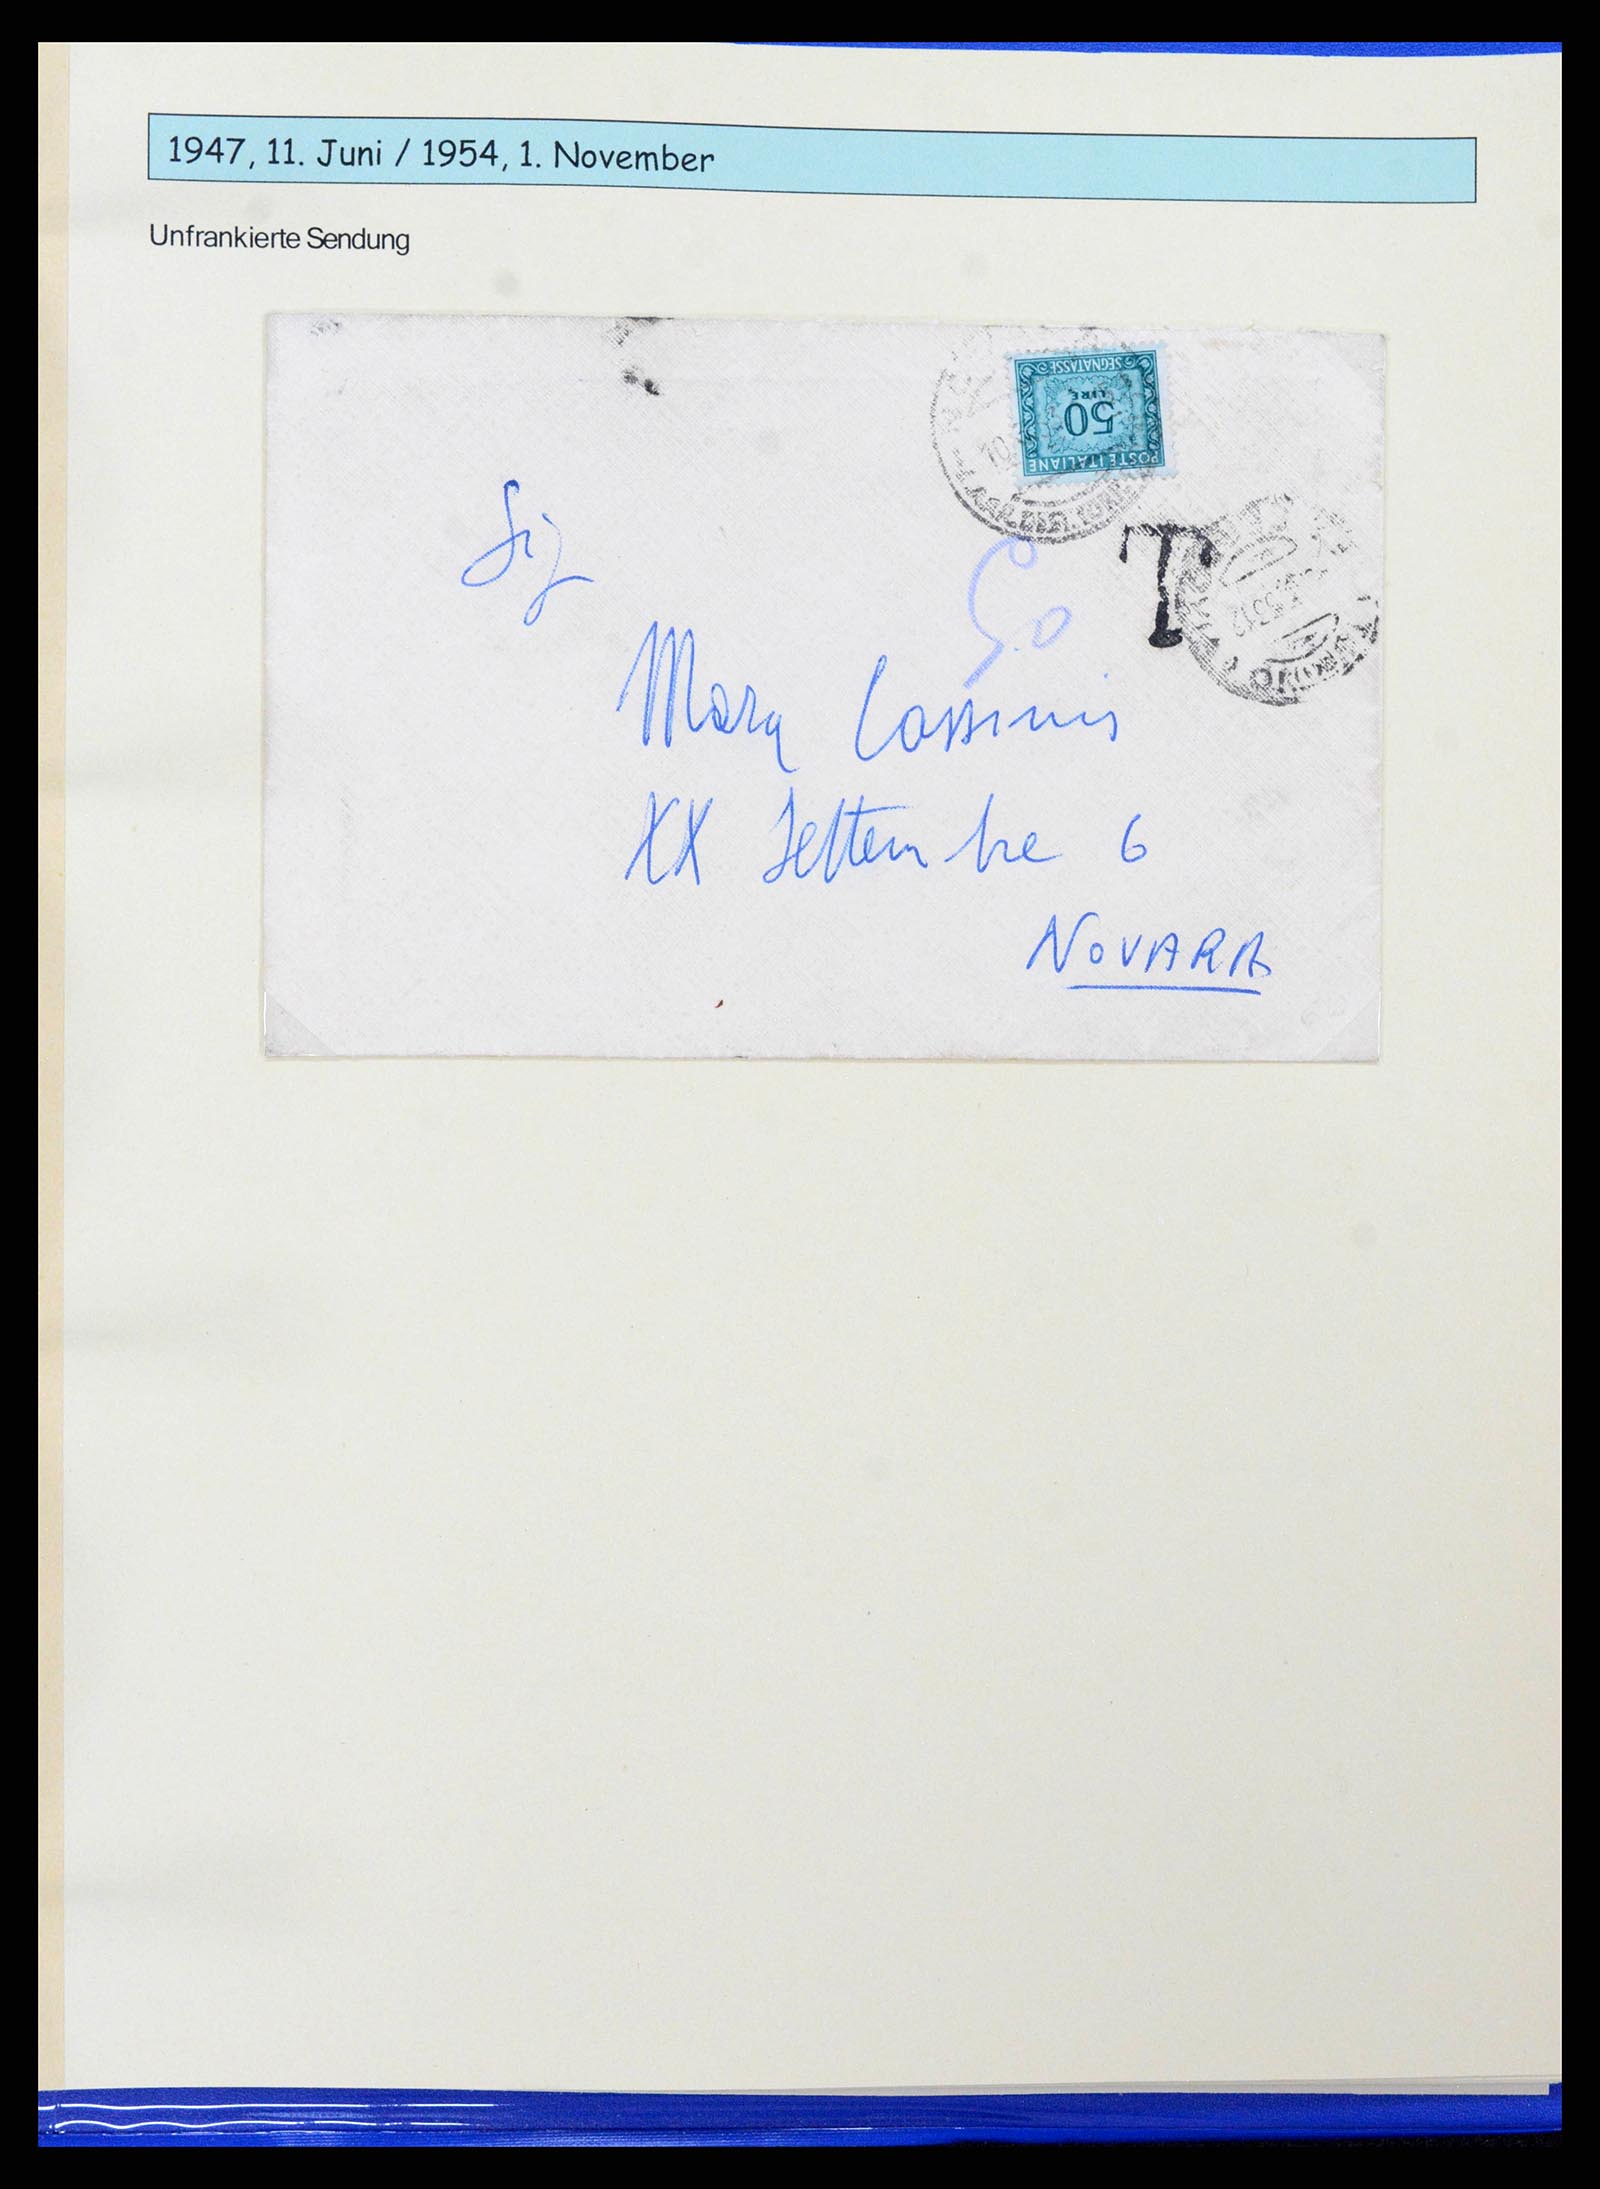 1947, 11. Juni / 1954, 1. November
Unfrankierte Sendung
SEGNATASSE
LIRE
50
POSTE ITALIANE
T
50
Sig
Mara Cassinis
XX Settembre 6
NOVARA